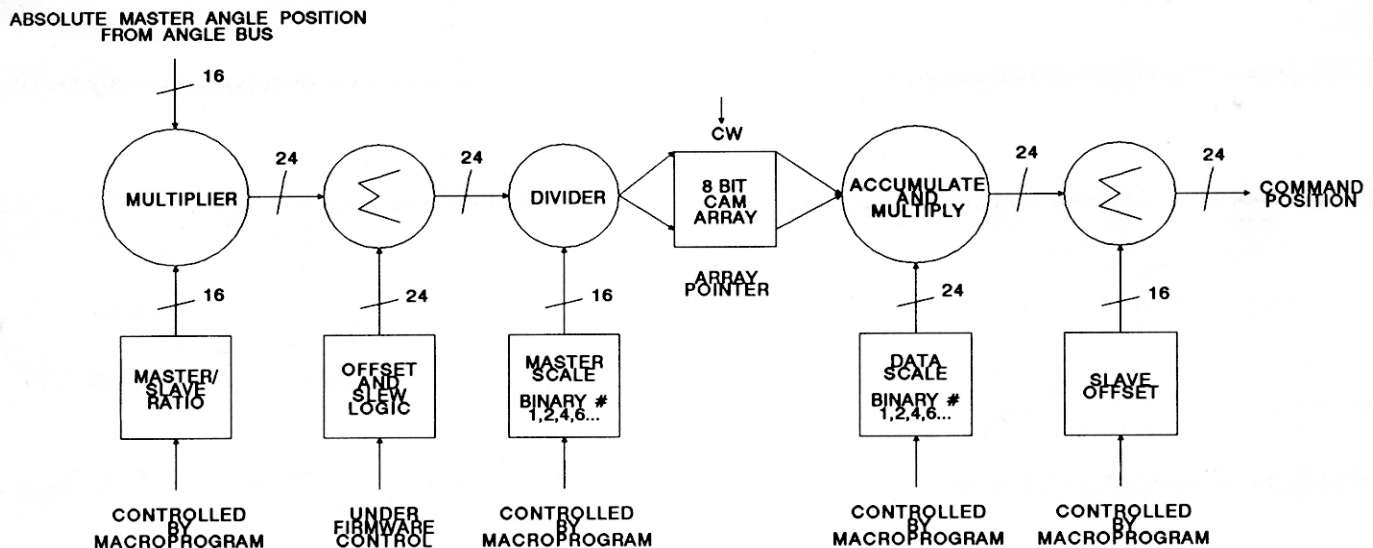 ABSOLUTE MASTER ANGLE POSITION
FROM ANGLE BUS
16
MULTIPLIER
24
24
DIVIDER
CW
8 BIT
CAM
ARRAY
ARRAY
POINTER
ACCUMULATE
AND
MULTIPLY
24
24
COMMAND
POSITION
16
24
16
24
16
MASTER/
SLAVE
RATIO
OFFSET
AND
SLEW
LOGIC
MASTER
SCALE
BINARY #
1,2,4,6...
DATA
SCALE
BINARY #
1,2,4,6...
SLAVE
OFFSET
CONTROLLED
BY
MACROPROGRAM
UNDER
FIRMWARE
CONTROL
CONTROLLED
BY
MACROPROGRAM
CONTROLLED
BY
MACROPROGRAM
CONTROLLED
BY
MACROPROGRAM